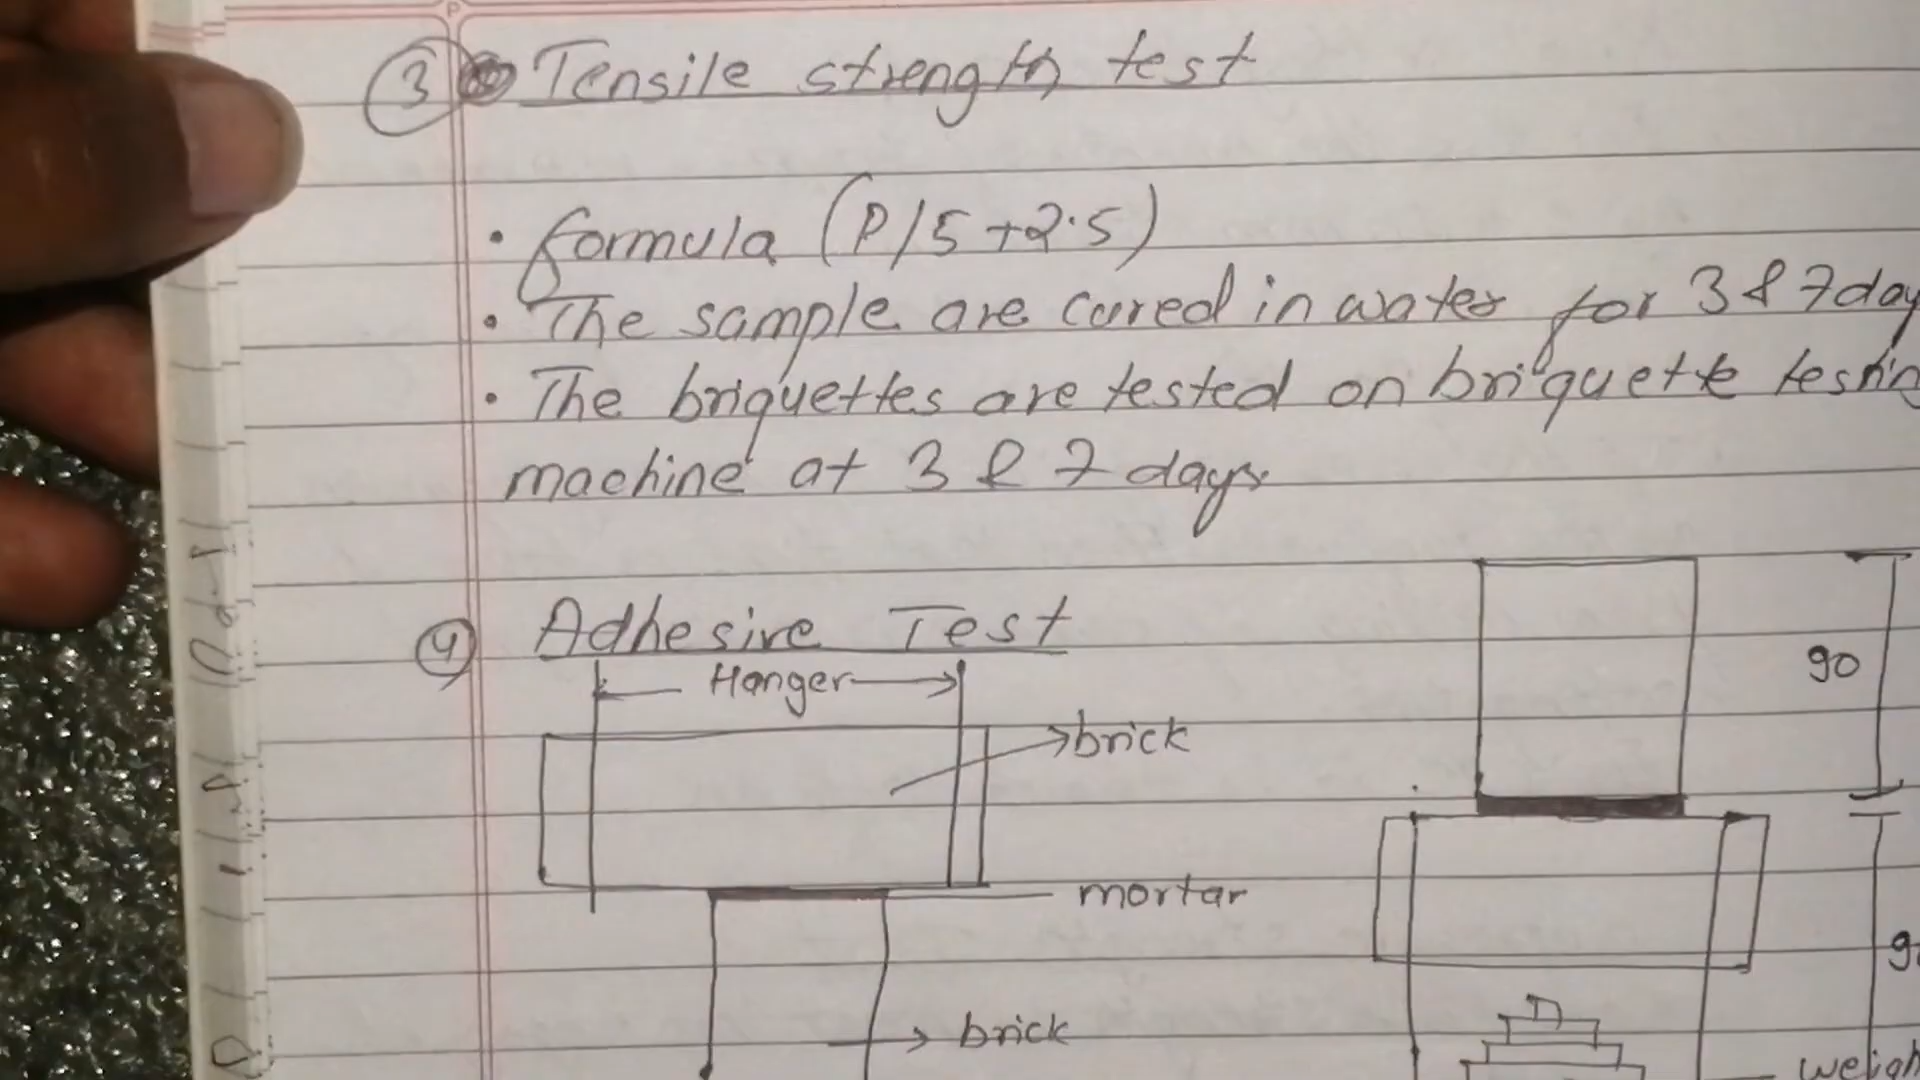 ③ Tensile strength test
• formula (P/5+2.5)
• The sample are cured in water for 3 & 7 day
• The briquettes are tested on briquette testing
machine at 3 & 7 days
④ Adhesive Test
Hanger
brick
90
mortar
brick
weigh